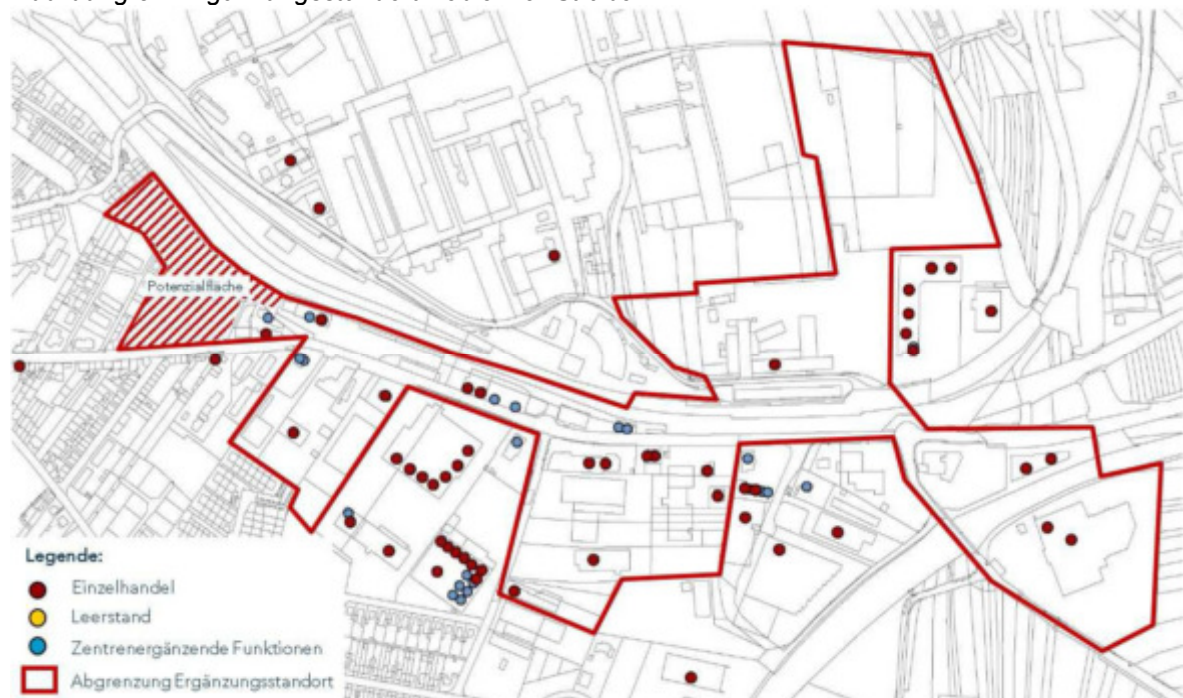 Potenzialfläche
Legende:
Einzelhandel
Leerstand
Zentrenergänzende Funktionen
Abgrenzung Ergänzungsstandort